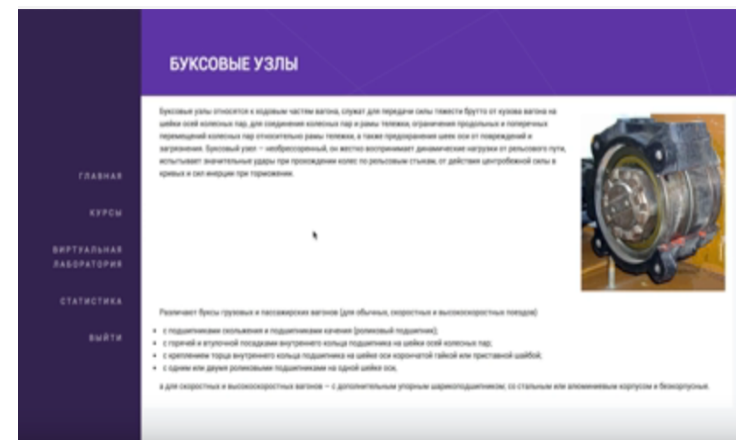 БУКСОВЫЕ УЗЛЫ
ГЛАВНАЯ
КУРСЫ
ВИРТУАЛЬНАЯ
ЛАБОРАТОРИЯ
СТАТИСТИКА
ВЫЙТИ
Буксовые узлы относятся к ходовым частям вагона, служат для передачи силы тяжести брутто от кузова вагона на
шейки осей колесных пар, для соединения колесных пар и рамы тележки, ограничения продольных и поперечных
перемещений колесных пар относительно рамы тележки, а также предохранения шеек оси от повреждений и
загрязнения. Буксовый узел – необрессоренный, он жестко воспринимает динамические нагрузки от рельсового пути,
испытывает значительные удары при прохождении колес по рельсовым стыкам, от действия центробежной силы в
кривых и сил инерции при торможении.
Различают буксы грузовых и пассажирских вагонов (для обычных, скоростных и высокоскоростных поездов)
• с подшипниками скольжения и подшипниками качения (роликовый подшипник);
• с горячей и втулочной посадками внутреннего кольца подшипника на шейки осей колесных пар;
• с креплением торца внутреннего кольца подшипника на шейке оси корончатой гайкой или приставной шайбой;
• с одним или двумя роликовыми подшипниками на одной шейке оси,
а для скоростных и высокоскоростных вагонов – с дополнительным упорным шарикоподшипником; со стальным или алюминиевым корпусом и бескорпусные.